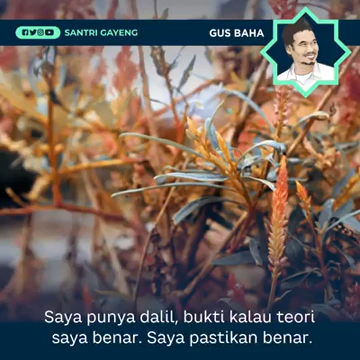 SANTRI GAYENG
GUS BAHA
Saya punya dalil, bukti kalau teori
saya benar. Saya pastikan benar.